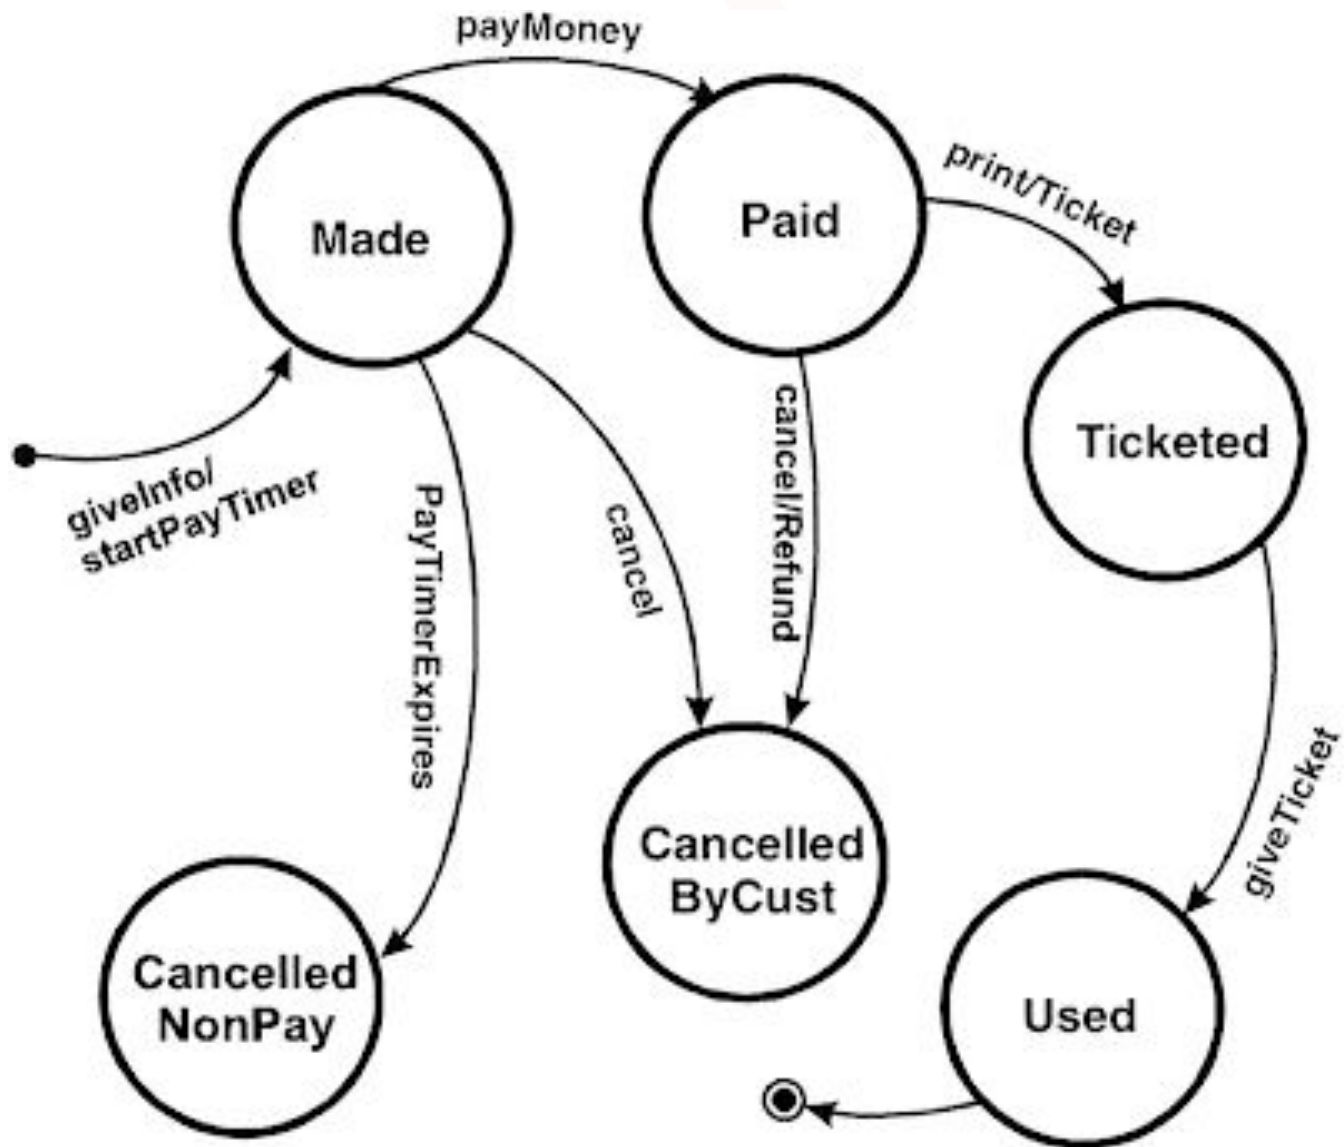 payMoney
Made
Paid
print/Ticket
giveInfo/
startPayTimer
PayTimerExpires
cancel
cancel/Refund
Ticketed
Cancelled
ByCust
giveTicket
Cancelled
NonPay
Used